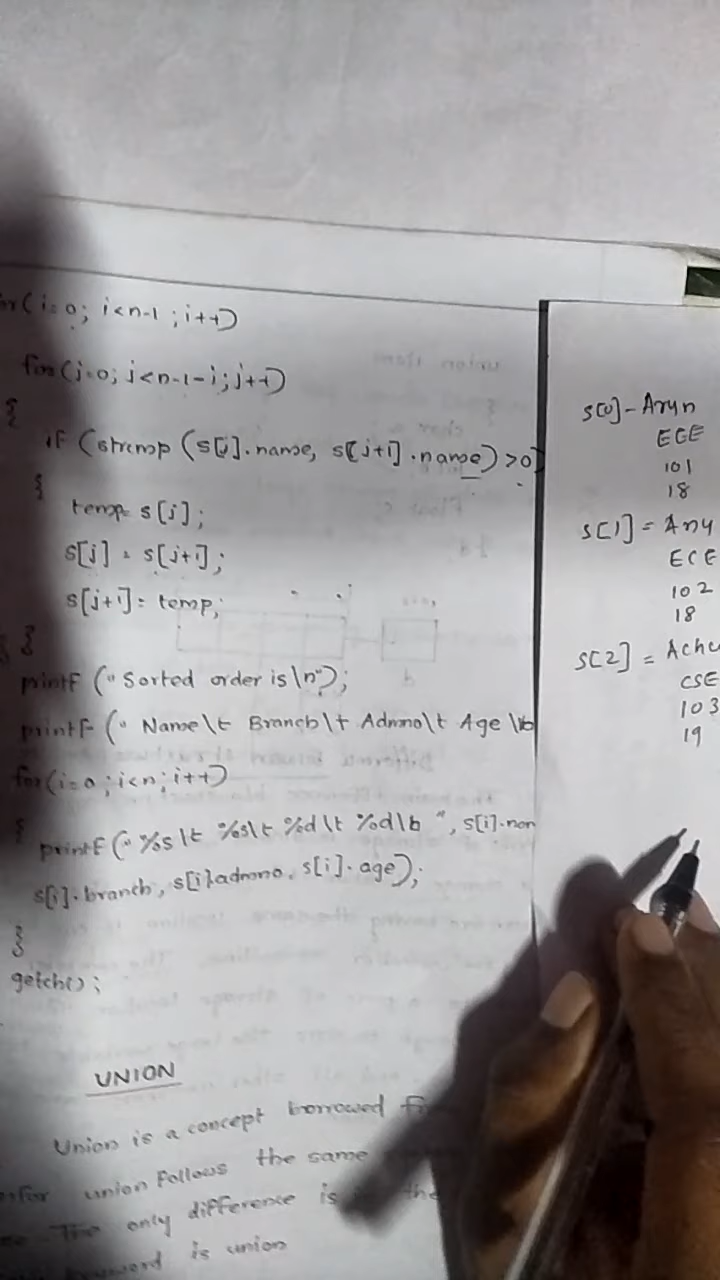 for(i=0; i<n-1 ; i++)
for(j=0; j<n-1-i; j++)
{
if (strcmp (s[j].name, s[j+1].name) >0)
{
temp= s[j];
s[j] = s[j+1];
s[j+1]= temp;
} }
printf (" Sorted order is \n");
printf (" Name\t Branch\t Admno\t Age \b
for(i=0 ; i<n ; i++)
{
printf (" %s \t %s\t %d \t %d\b ", s[i].nam
s[i].branch, s[i].admno, s[i].age);
}
getch();
UNION
Union is a concept borrowed
union follows the same
The only difference is the
is union
s[0] - Aryn
ECE
101
18
s[1] = Any
ECE
102
18
s[2] = Achu
CSE
103
19